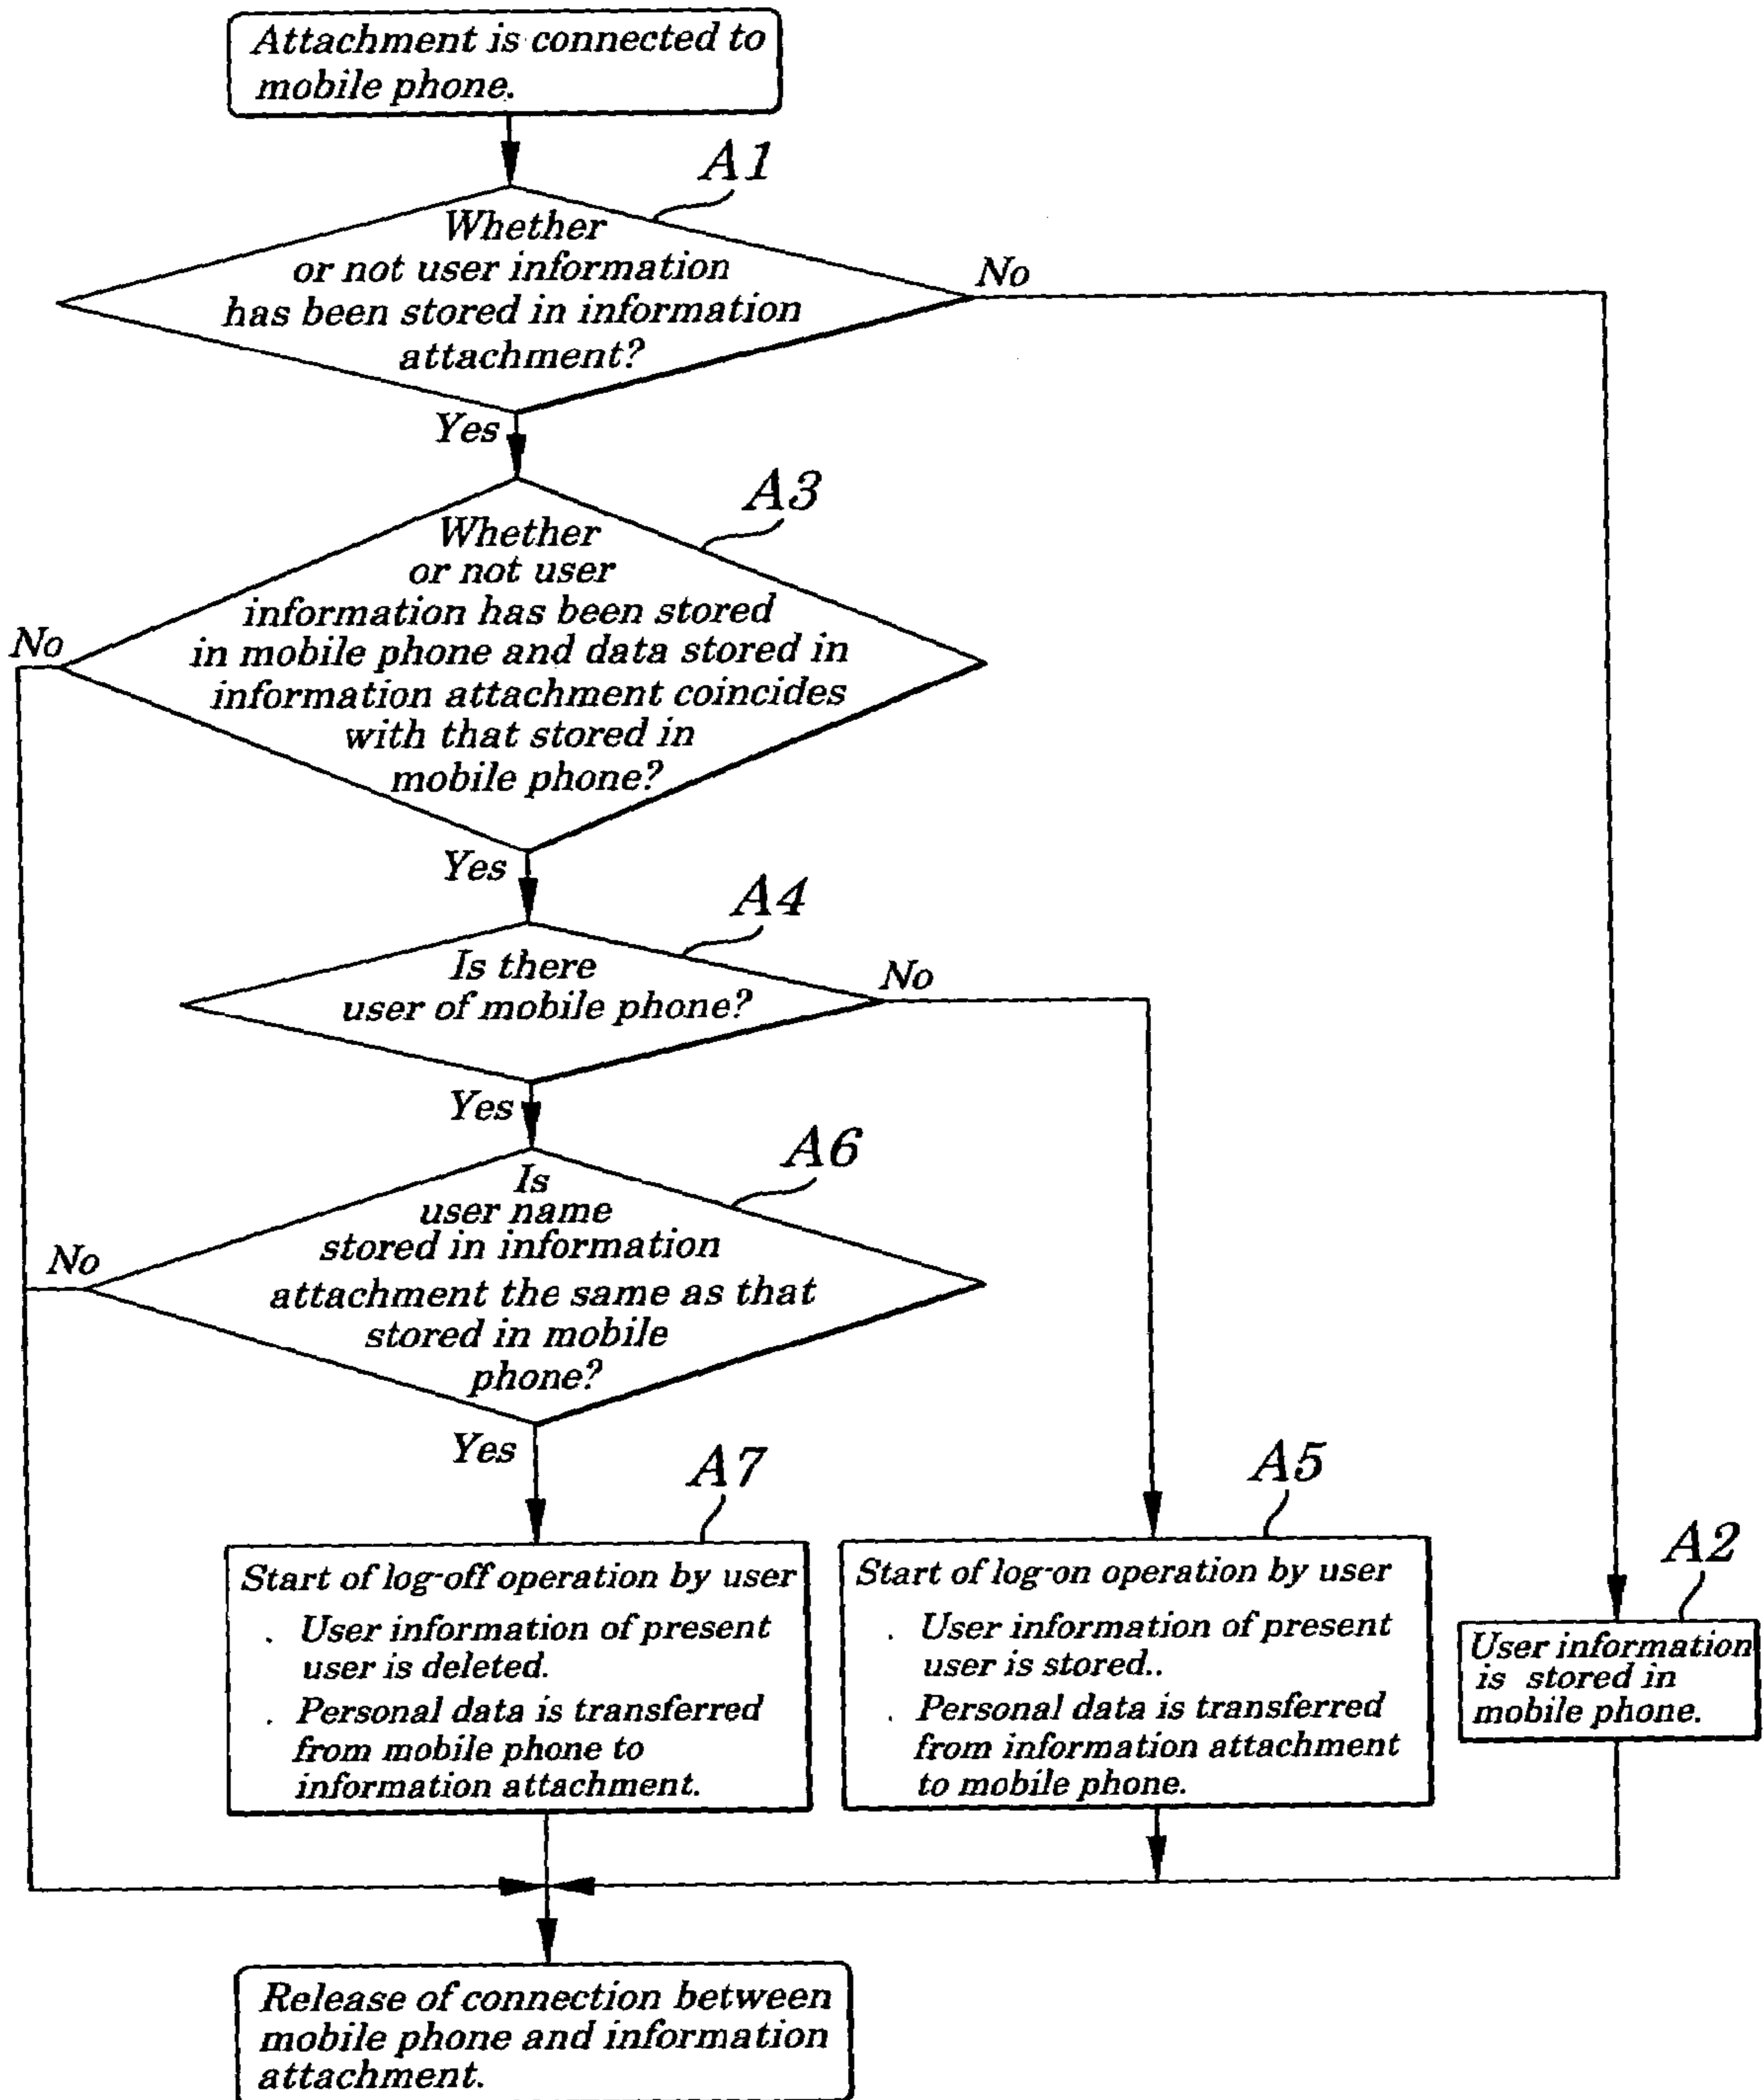 Attachment is connected to
mobile phone.
A1
Whether
or not user information
has been stored in information
attachment?
No
Yes
A3
Whether
or not user
information has been stored
in mobile phone and data stored in
information attachment coincides
with that stored in
mobile phone?
No
Yes
A4
Is there
user of mobile phone?
No
Yes
A6
Is
user name
stored in information
attachment the same as that
stored in mobile
phone?
No
Yes
A7
Start of log-off operation by user
. User information of present
user is deleted.
. Personal data is transferred
from mobile phone to
information attachment.
A5
Start of log-on operation by user
. User information of present
user is stored..
. Personal data is transferred
from information attachment
to mobile phone.
A2
User information
is stored in
mobile phone.
Release of connection between
mobile phone and information
attachment.